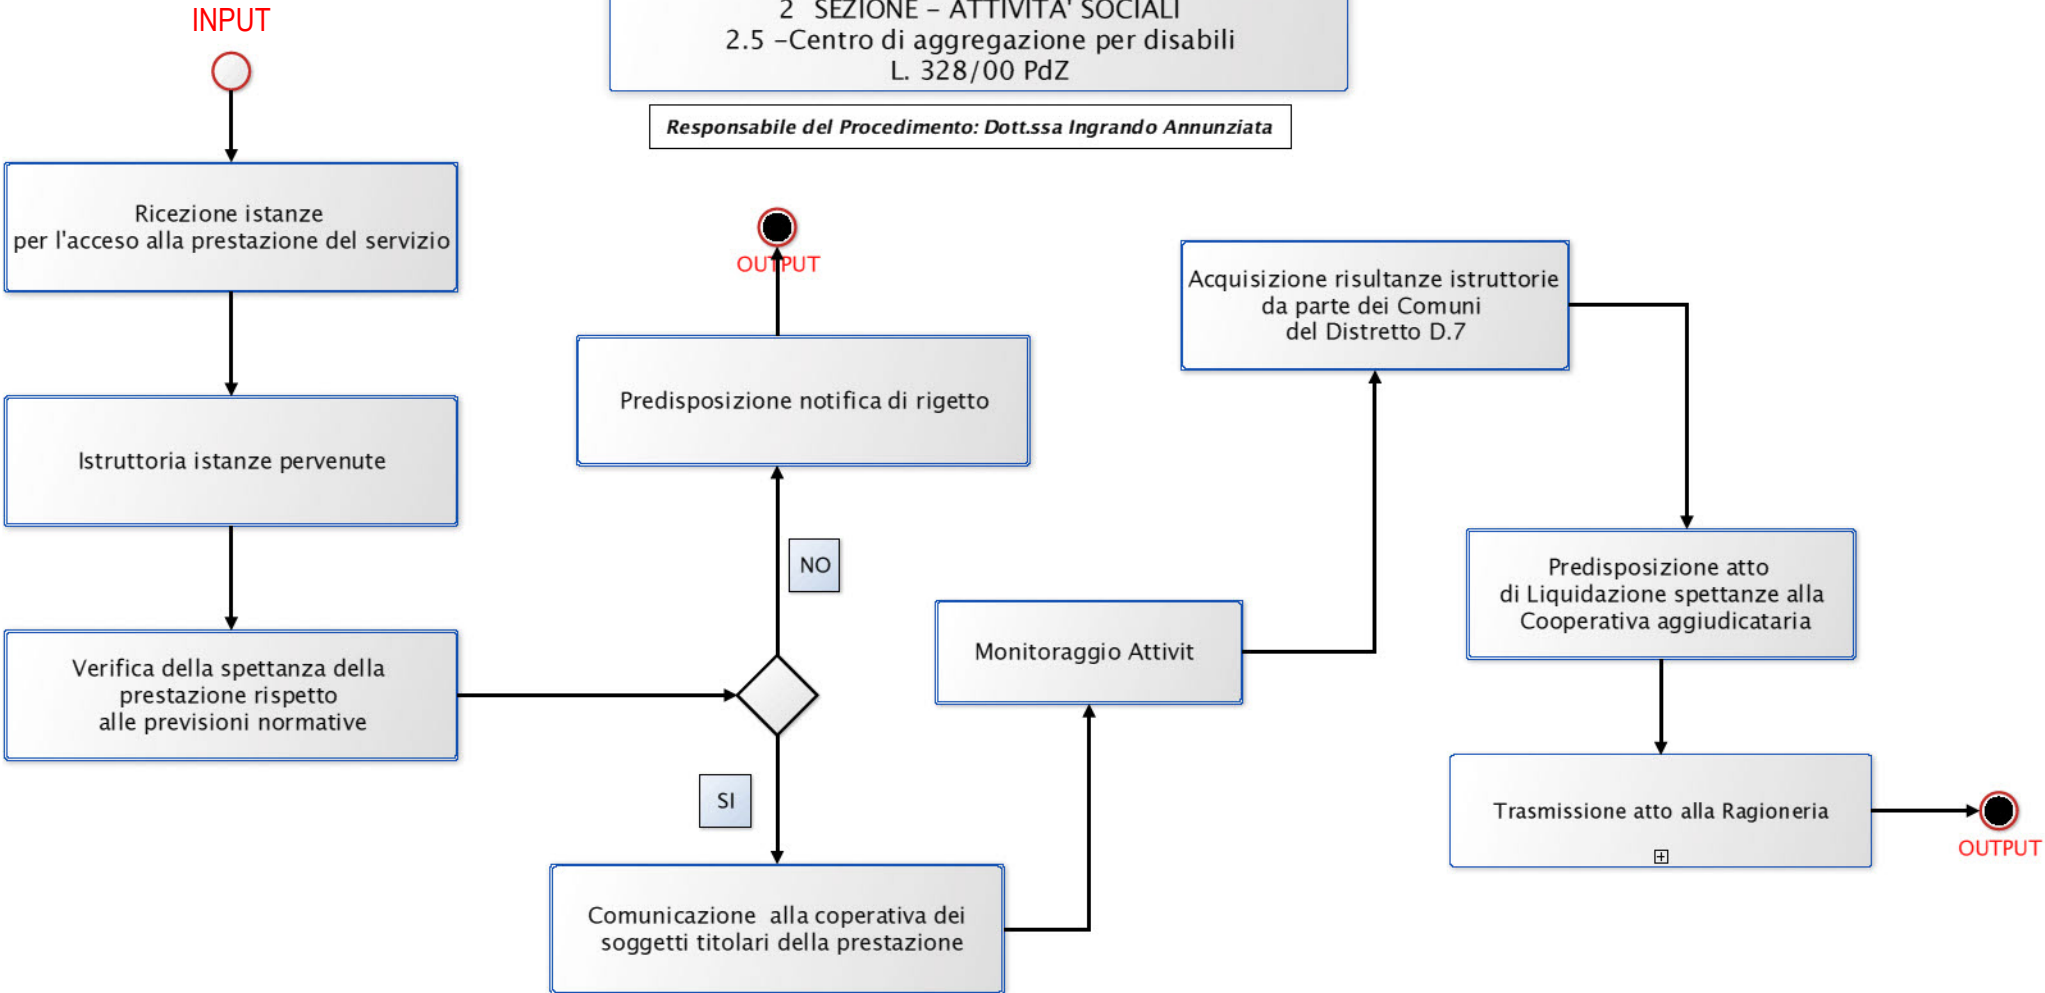 INPUT
2 SEZIONE - ATTIVITA' SOCIALI
2.5 -Centro di aggregazione per disabili
L. 328/00 PdZ
Responsabile del Procedimento: Dott.ssa Ingrando Annunziata
Ricezione istanze
per l'acceso alla prestazione del servizio
Istruttoria istanze pervenute
Verifica della spettanza della
prestazione rispetto
alle previsioni normative
OUTPUT
Predisposizione notifica di rigetto
NO
SI
Comunicazione alla coperativa dei
soggetti titolari della prestazione
Monitoraggio Attivit
Acquisizione risultanze istruttorie
da parte dei Comuni
del Distretto D.7
Predisposizione atto
di Liquidazione spettanze alla
Cooperativa aggiudicataria
Trasmissione atto alla Ragioneria
OUTPUT